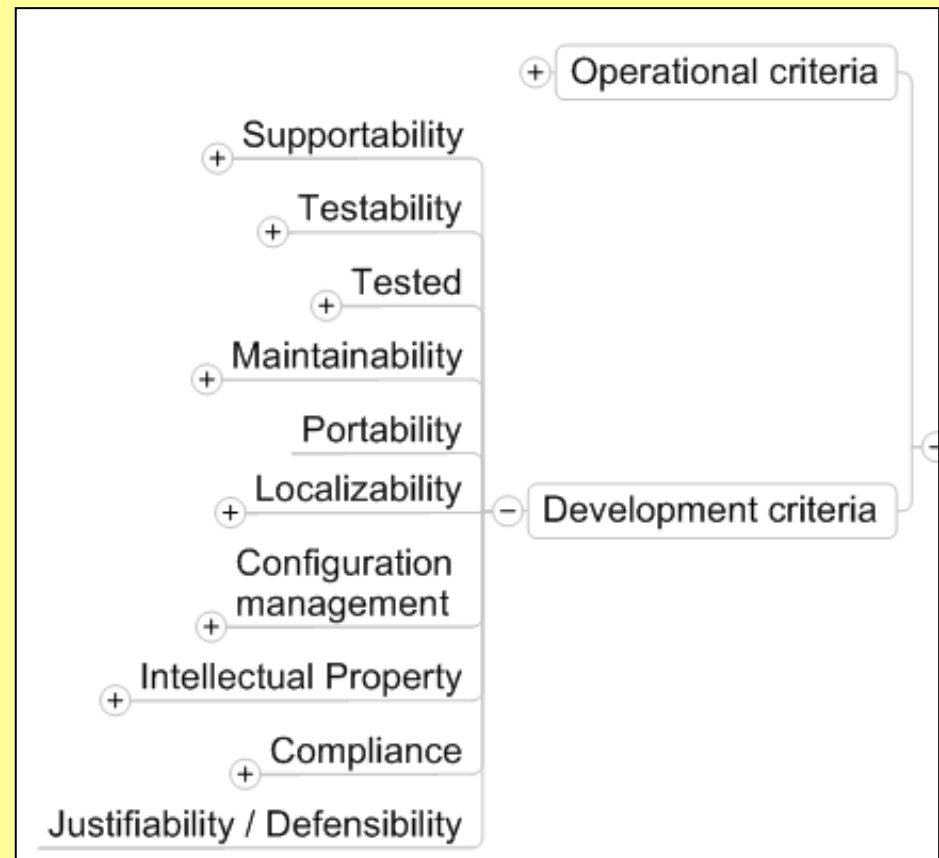 Operational criteria
Supportability
Testability
Tested
Maintainability
Portability
Localizability
Development criteria
Configuration
management
Intellectual Property
Compliance
Justifiability / Defensibility